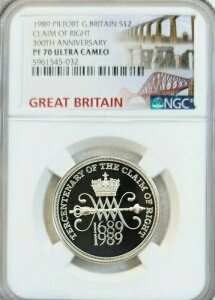 1989 PIEFORT G BRITAIN S£2
CLAIM OF RIGHT
300TH ANNIVERSARY
PF 70 ULTRA CAMEO
5961545-032
GREAT BRITAIN
NGC
TERCENTENARY OF THE CLAIM OF RIGHT
1689
1989